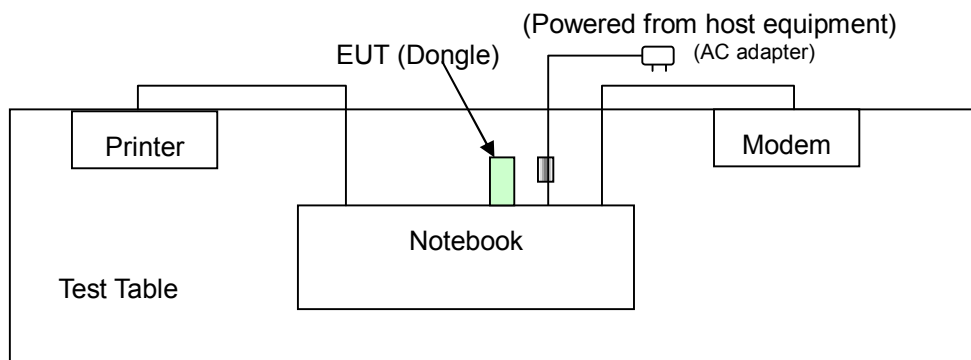 (Powered from host equipment)
EUT (Dongle)
(AC adapter)
Printer
Modem
Notebook
Test Table